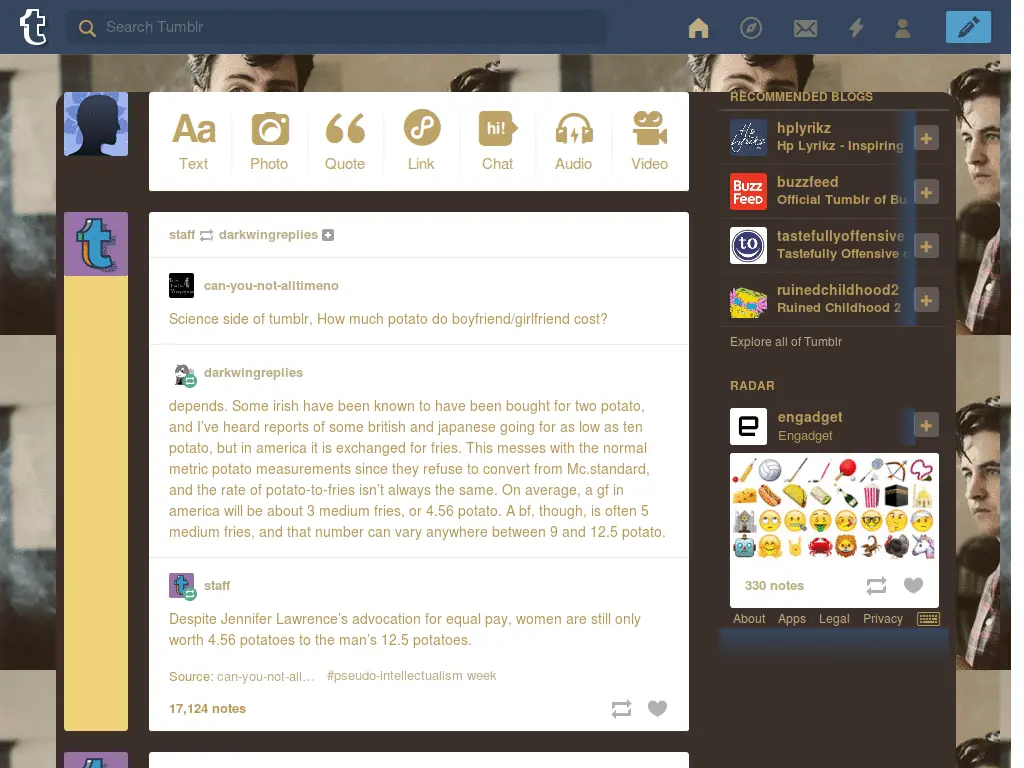 t
Search Tumblr
Aa
hi!
Text
Photo
Quote
Link
Chat
Audio
Video
staff darkwingreplies
can-you-not-alltimeno
Science side of tumblr, How much potato do boyfriend/girlfriend cost?
darkwingreplies
depends. Some irish have been known to have been bought for two potato,
and I’ve heard reports of some british and japanese going for as low as ten
potato, but in america it is exchanged for fries. This messes with the normal
metric potato measurements since they refuse to convert from Mc.standard,
and the rate of potato-to-fries isn’t always the same. On average, a gf in
america will be about 3 medium fries, or 4.56 potato. A bf, though, is often 5
medium fries, and that number can vary anywhere between 9 and 12.5 potato.
staff
Despite Jennifer Lawrence’s advocation for equal pay, women are still only
worth 4.56 potatoes to the man’s 12.5 potatoes.
Source: can-you-not-all… #pseudo-intellectualism week
17,124 notes
RECOMMENDED BLOGS
hplyrikz
Hp Lyrikz - Inspiring
Buzz
Feed
buzzfeed
Official Tumblr of Bu
to
tastefullyoffensive
Tastefully Offensive
ruinedchildhood2
Ruined Childhood 2
Explore all of Tumblr
RADAR
e
engadget
Engadget
330 notes
About Apps Legal Privacy